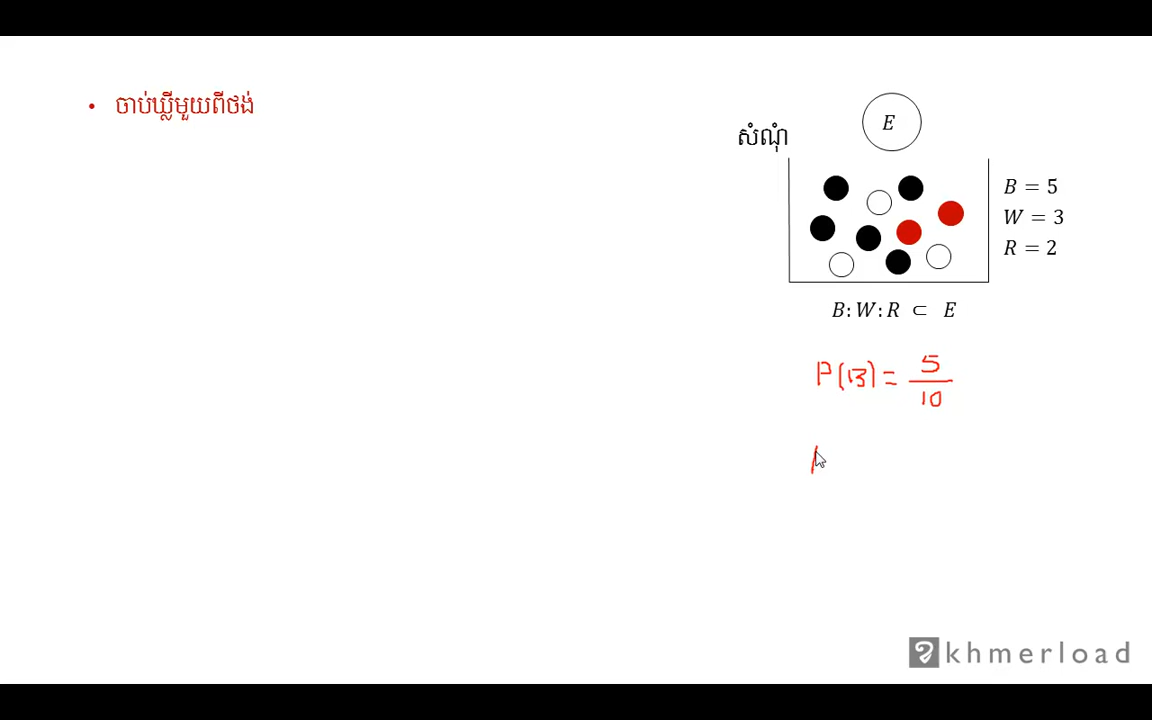 • ចាប់ឃ្លីមួយពីថង់
E
សំណុំ
B = 5
W = 3
R = 2
B:W:R ⊂ E
P(B) = 5/10
khmerload